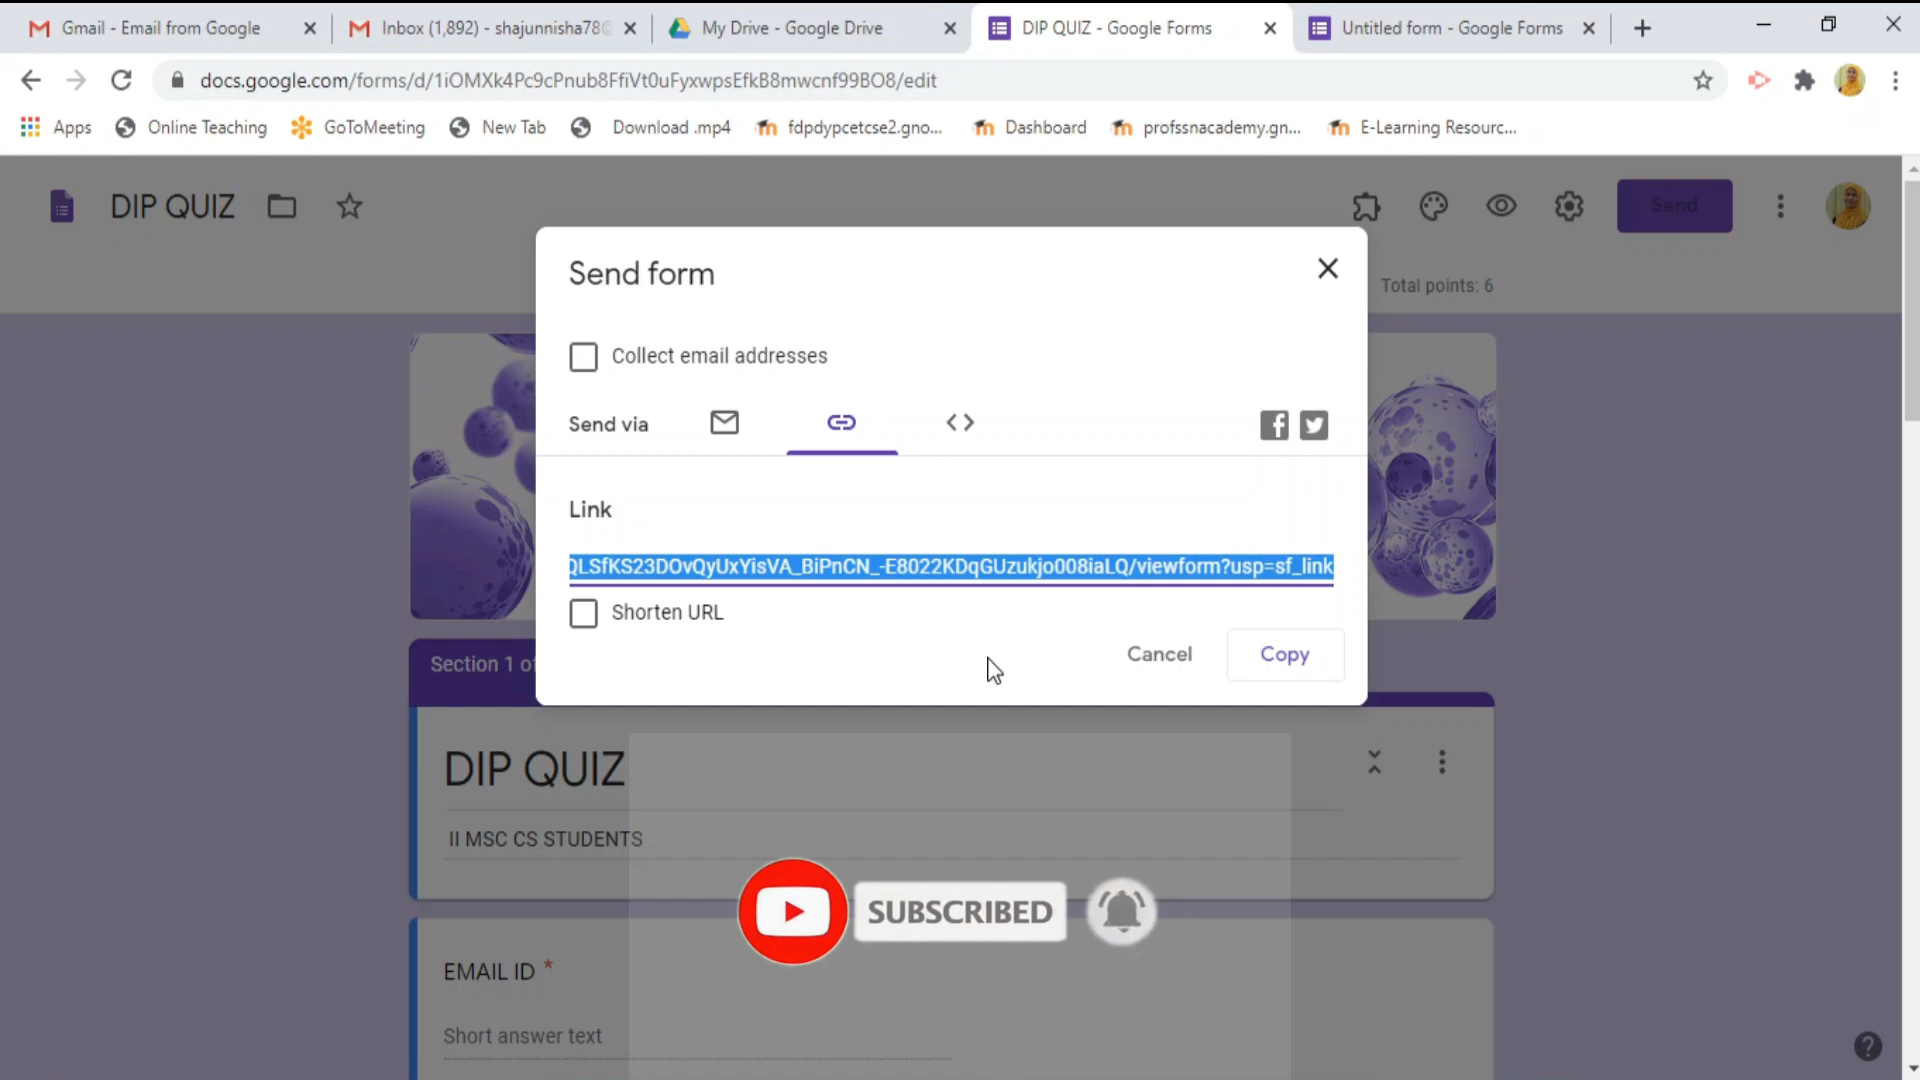 Gmail - Email from Google
Inbox (1,892) - shajunnisha78@
My Drive - Google Drive
DIP QUIZ - Google Forms
Untitled form - Google Forms
docs.google.com/forms/d/1iOMXk4Pc9cPnub8FfiVt0uFyxwpsEfkB8mwcnf99BO8/edit
Apps
Online Teaching
GoToMeeting
New Tab
Download .mp4
fdpdypcetcse2.gno...
Dashboard
profssnacademy.gn...
E-Learning Resourc...
DIP QUIZ
Send
Total points: 6
Send form
Collect email addresses
Send via
Link
QLSfKS23DOvQyUxYisVA_BiPnCN_-E8022KDqGUzukjo008iaLQ/viewform?usp=sf_link
Shorten URL
Cancel
Copy
Section 1 of
DIP QUIZ
II MSC CS STUDENTS
SUBSCRIBED
EMAIL ID *
Short answer text